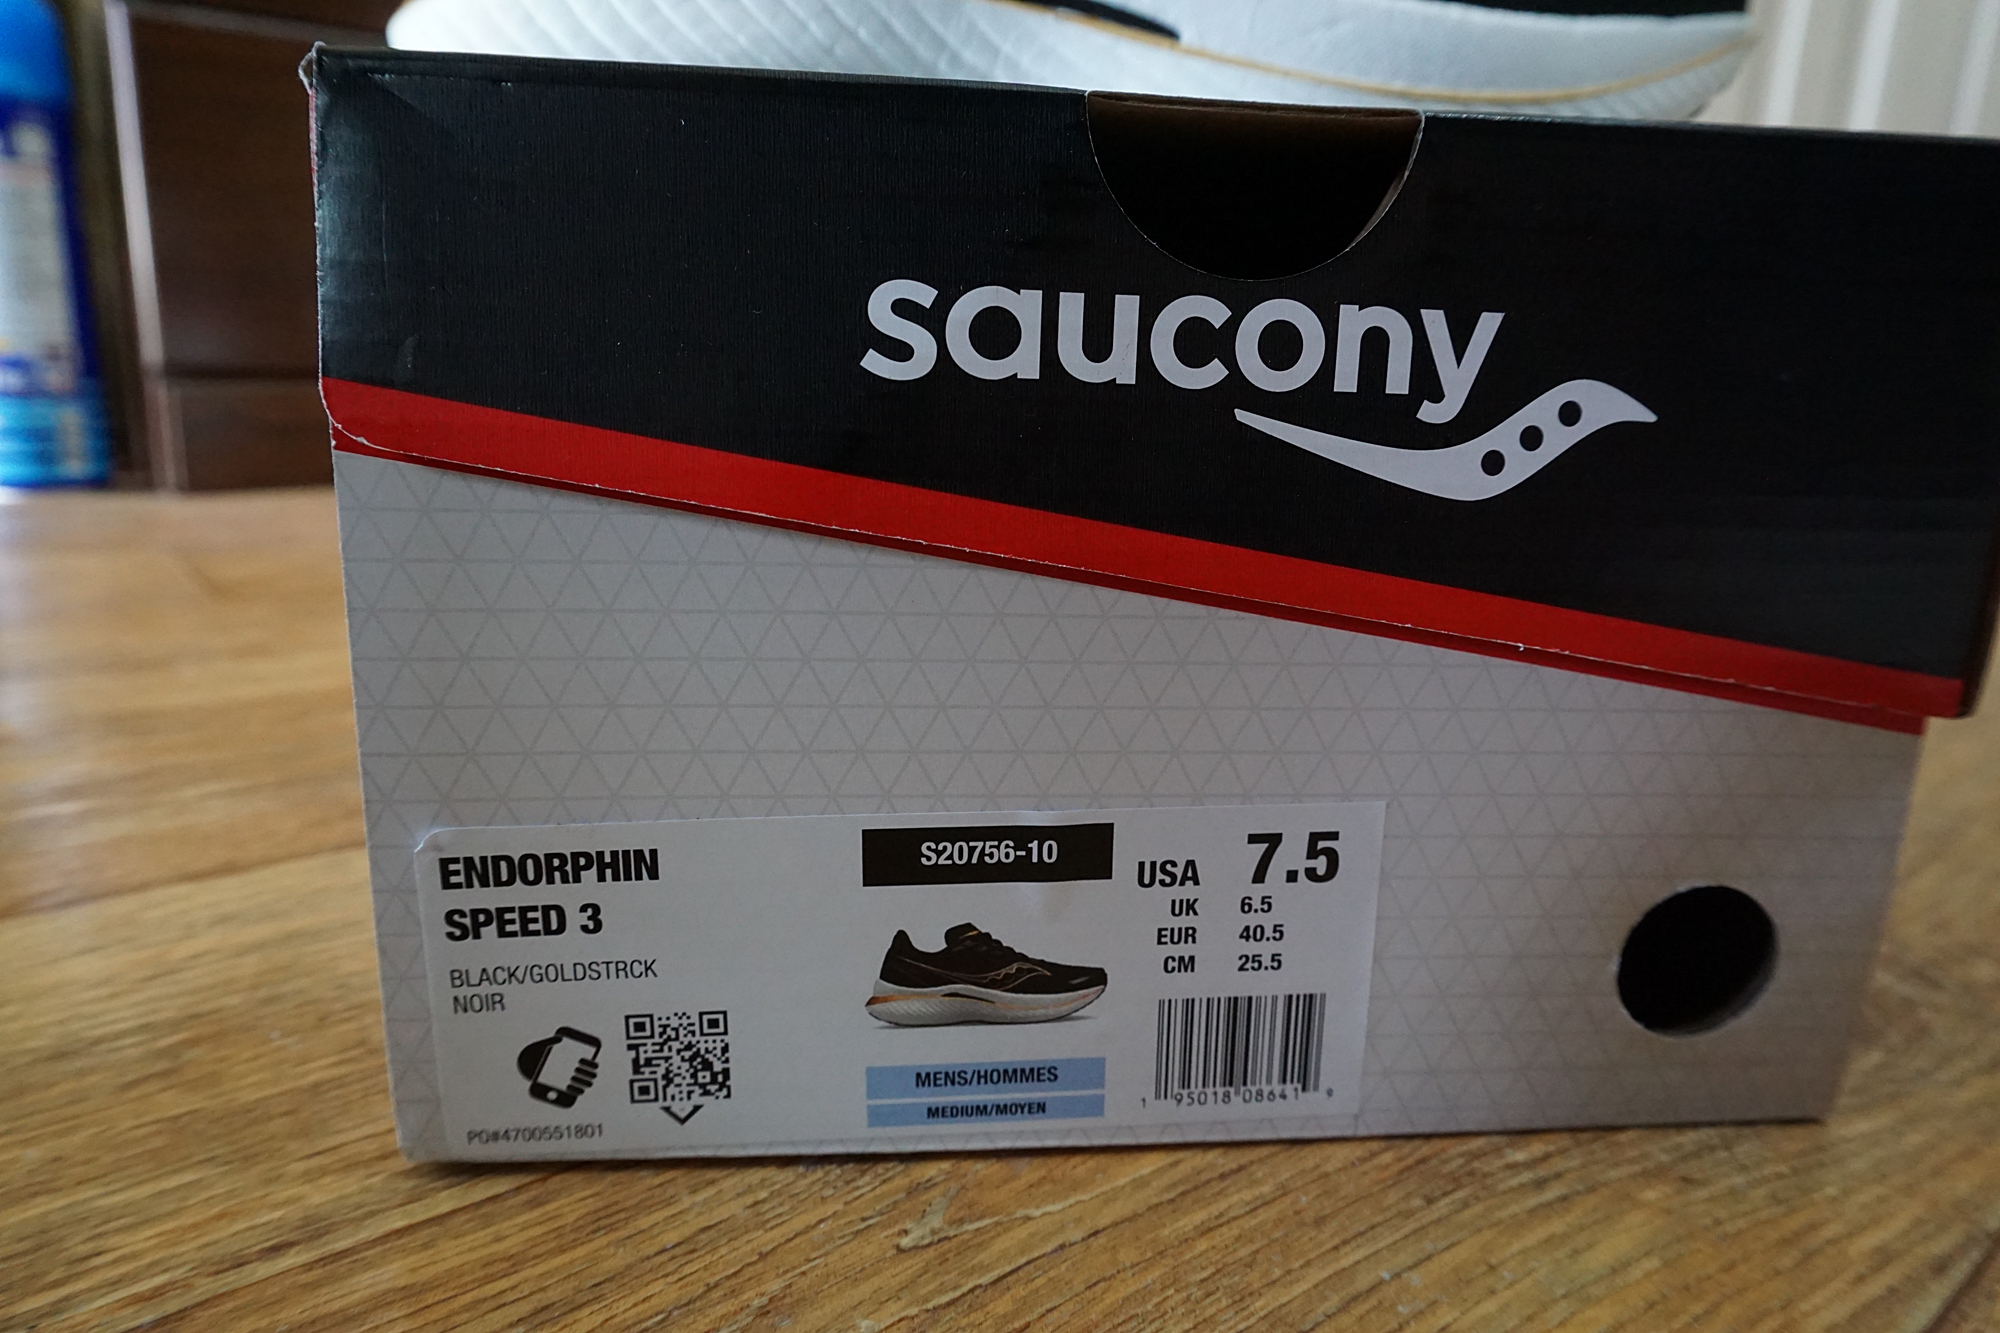 saucony
ENDORPHIN
SPEED 3
BLACK/GOLDSTRCK
NOIR
PO#4700551801
S20756-10
MENS/HOMMES
MEDIUM/MOYEN
USA 7.5
UK 6.5
EUR 40.5
CM 25.5
1 95018 08641 9